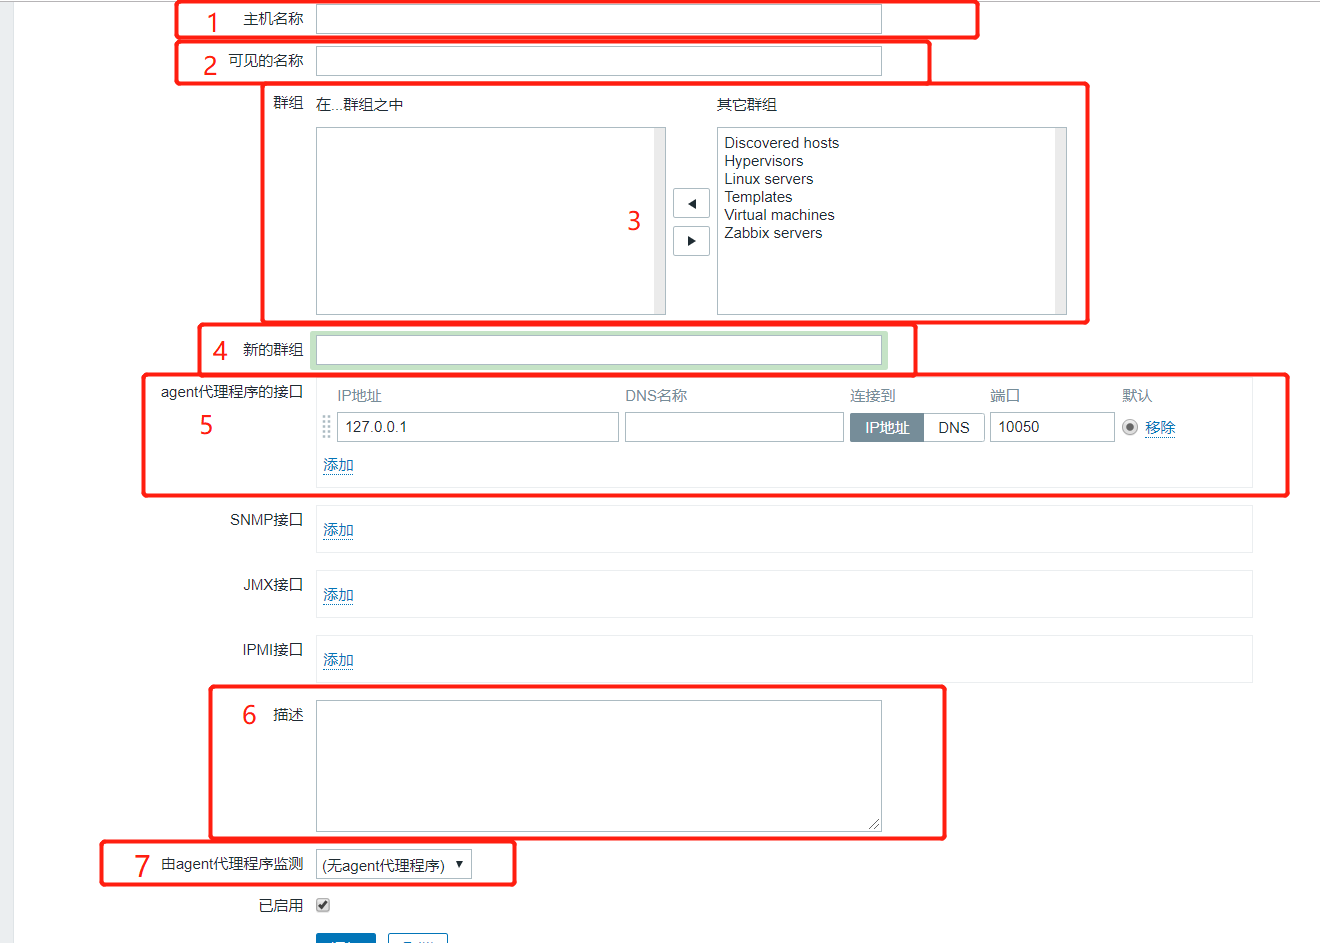 1 主机名称
2 可见的名称
群组 在...群组之中 其它群组
Discovered hosts
Hypervisors
Linux servers
Templates
Virtual machines
Zabbix servers
3
4 新的群组
agent代理程序的接口 IP地址 DNS名称 连接到 端口 默认
5 127.0.0.1 IP地址 DNS 10050 移除
添加
SNMP接口 添加
JMX接口 添加
IPMI接口 添加
6 描述
7 由agent代理程序监测 (无agent代理程序)
已启用